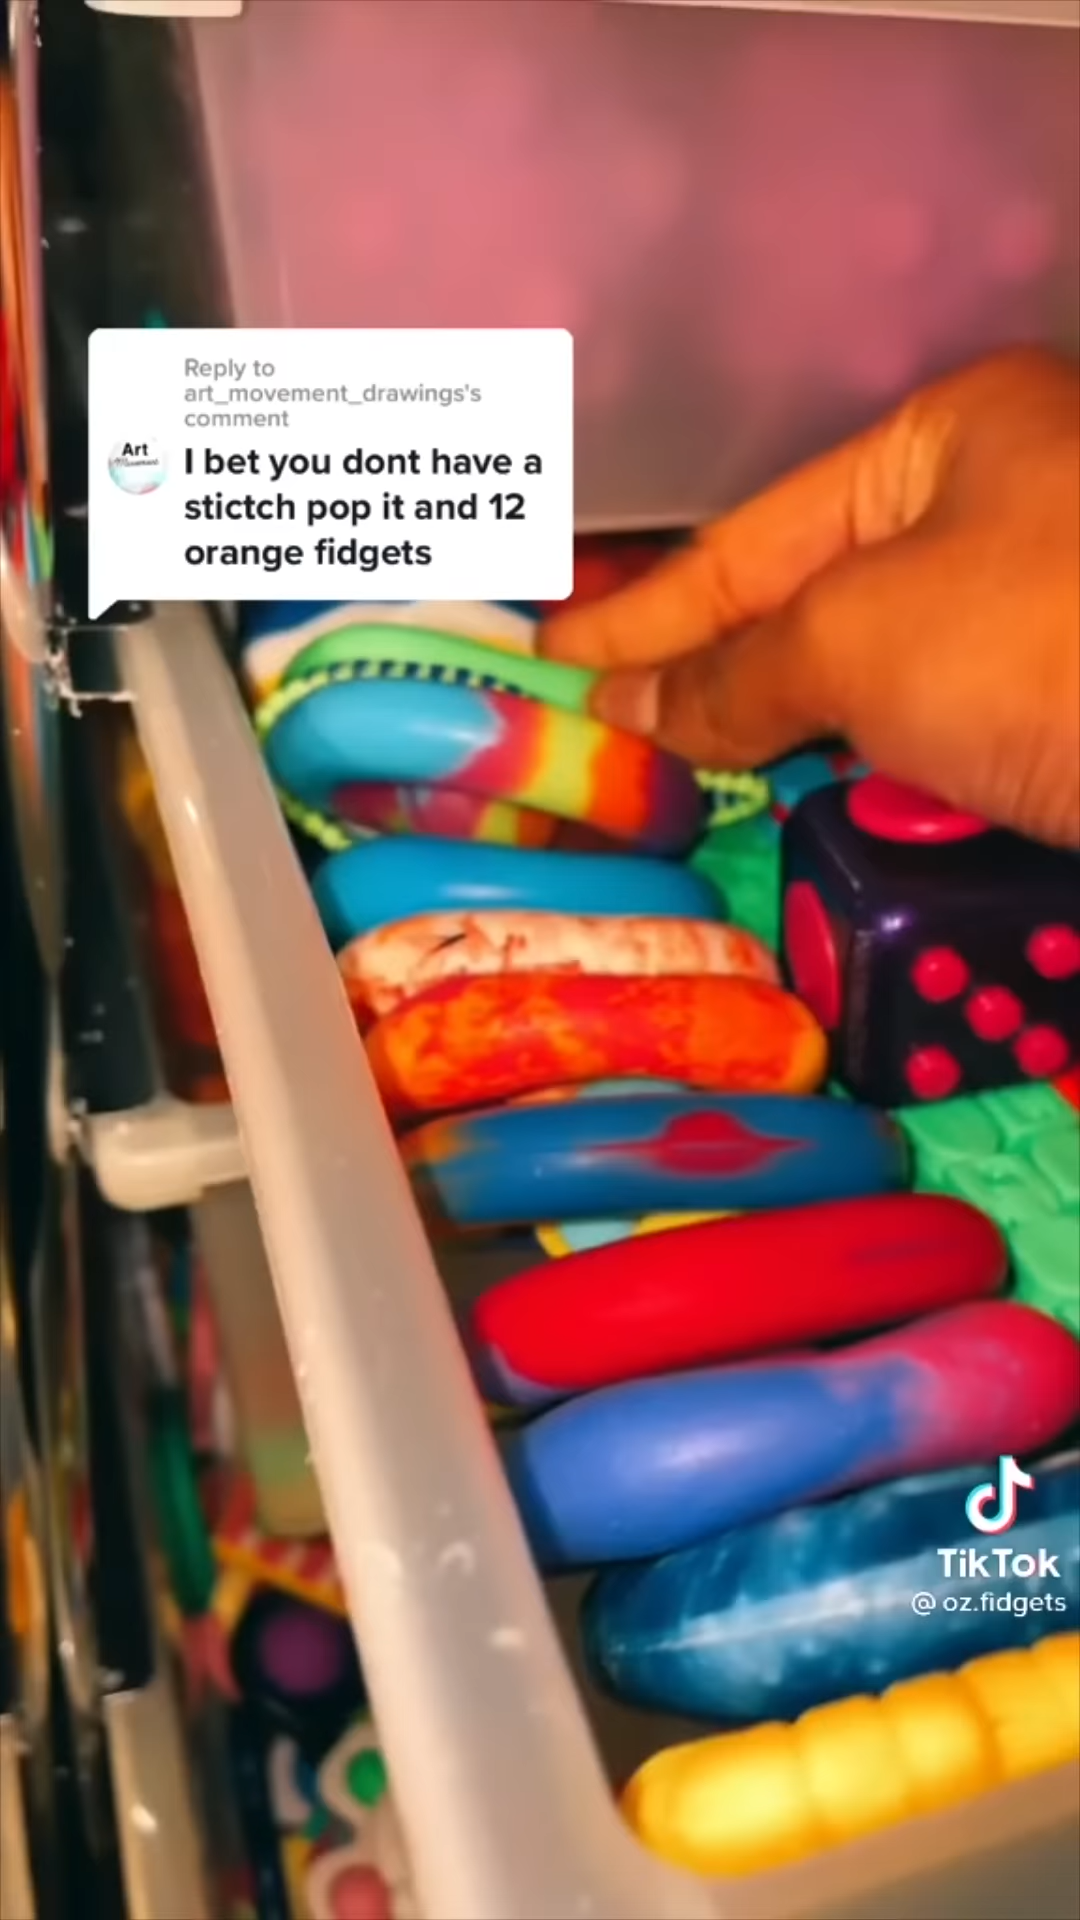 Reply to
art_movement_drawings's
comment
Art
I bet you dont have a
stictch pop it and 12
orange fidgets
TikTok
@ oz.fidgets